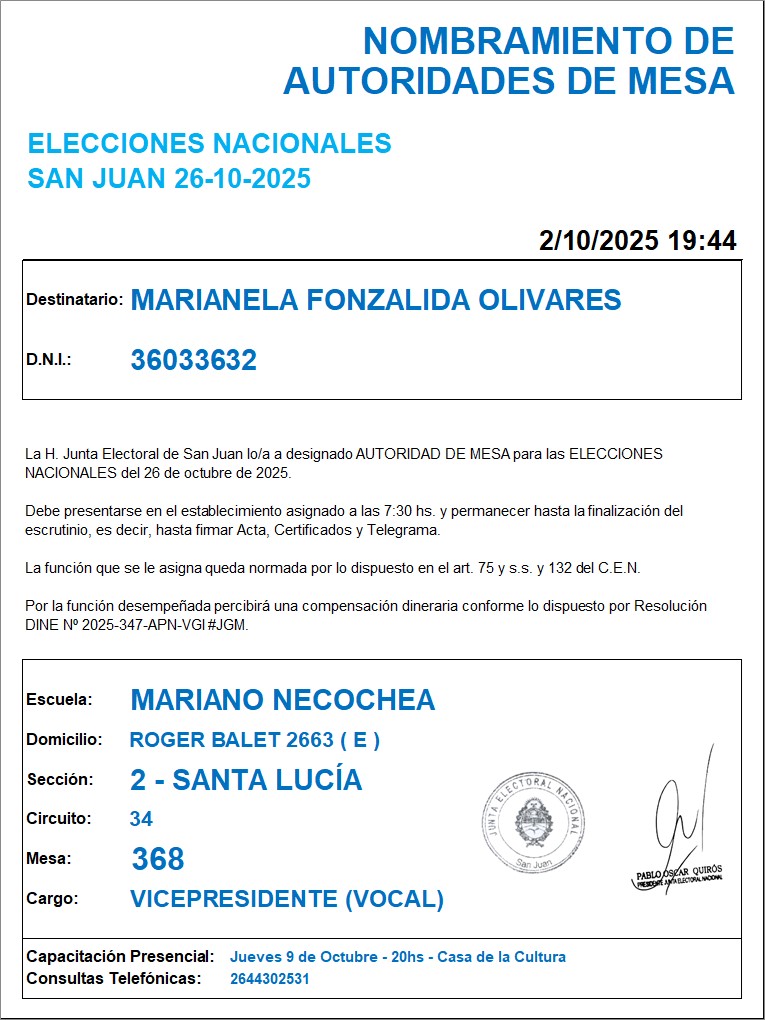 NOMBRAMIENTO DE
AUTORIDADES DE MESA
ELECCIONES NACIONALES
SAN JUAN 26-10-2025
2/10/2025 19:44
Destinatario: MARIANELA FONZALIDA OLIVARES
D.N.I.: 36033632
La H. Junta Electoral de San Juan lo/a a designado AUTORIDAD DE MESA para las ELECCIONES
NACIONALES del 26 de octubre de 2025.
Debe presentarse en el establecimiento asignado a las 7:30 hs. y permanecer hasta la finalización del
escrutinio, es decir, hasta firmar Acta, Certificados y Telegrama.
La función que se le asigna queda normada por lo dispuesto en el art. 75 y s.s. y 132 del C.E.N.
Por la función desempeñada percibirá una compensación dineraria conforme lo dispuesto por Resolución
DINE Nº 2025-347-APN-VGI#JGM.
Escuela: MARIANO NECOCHEA
Domicilio: ROGER BALET 2663 ( E )
Sección: 2 - SANTA LUCÍA
Circuito: 34
Mesa: 368
Cargo: VICEPRESIDENTE (VOCAL)
JUNTA ELECTORAL NACIONAL
San Juan
PABLO OSCAR QUIRÓS
PRESIDENTE JUNTA ELECTORAL NACIONAL
Capacitación Presencial: Jueves 9 de Octubre - 20hs - Casa de la Cultura
Consultas Telefónicas: 2644302531